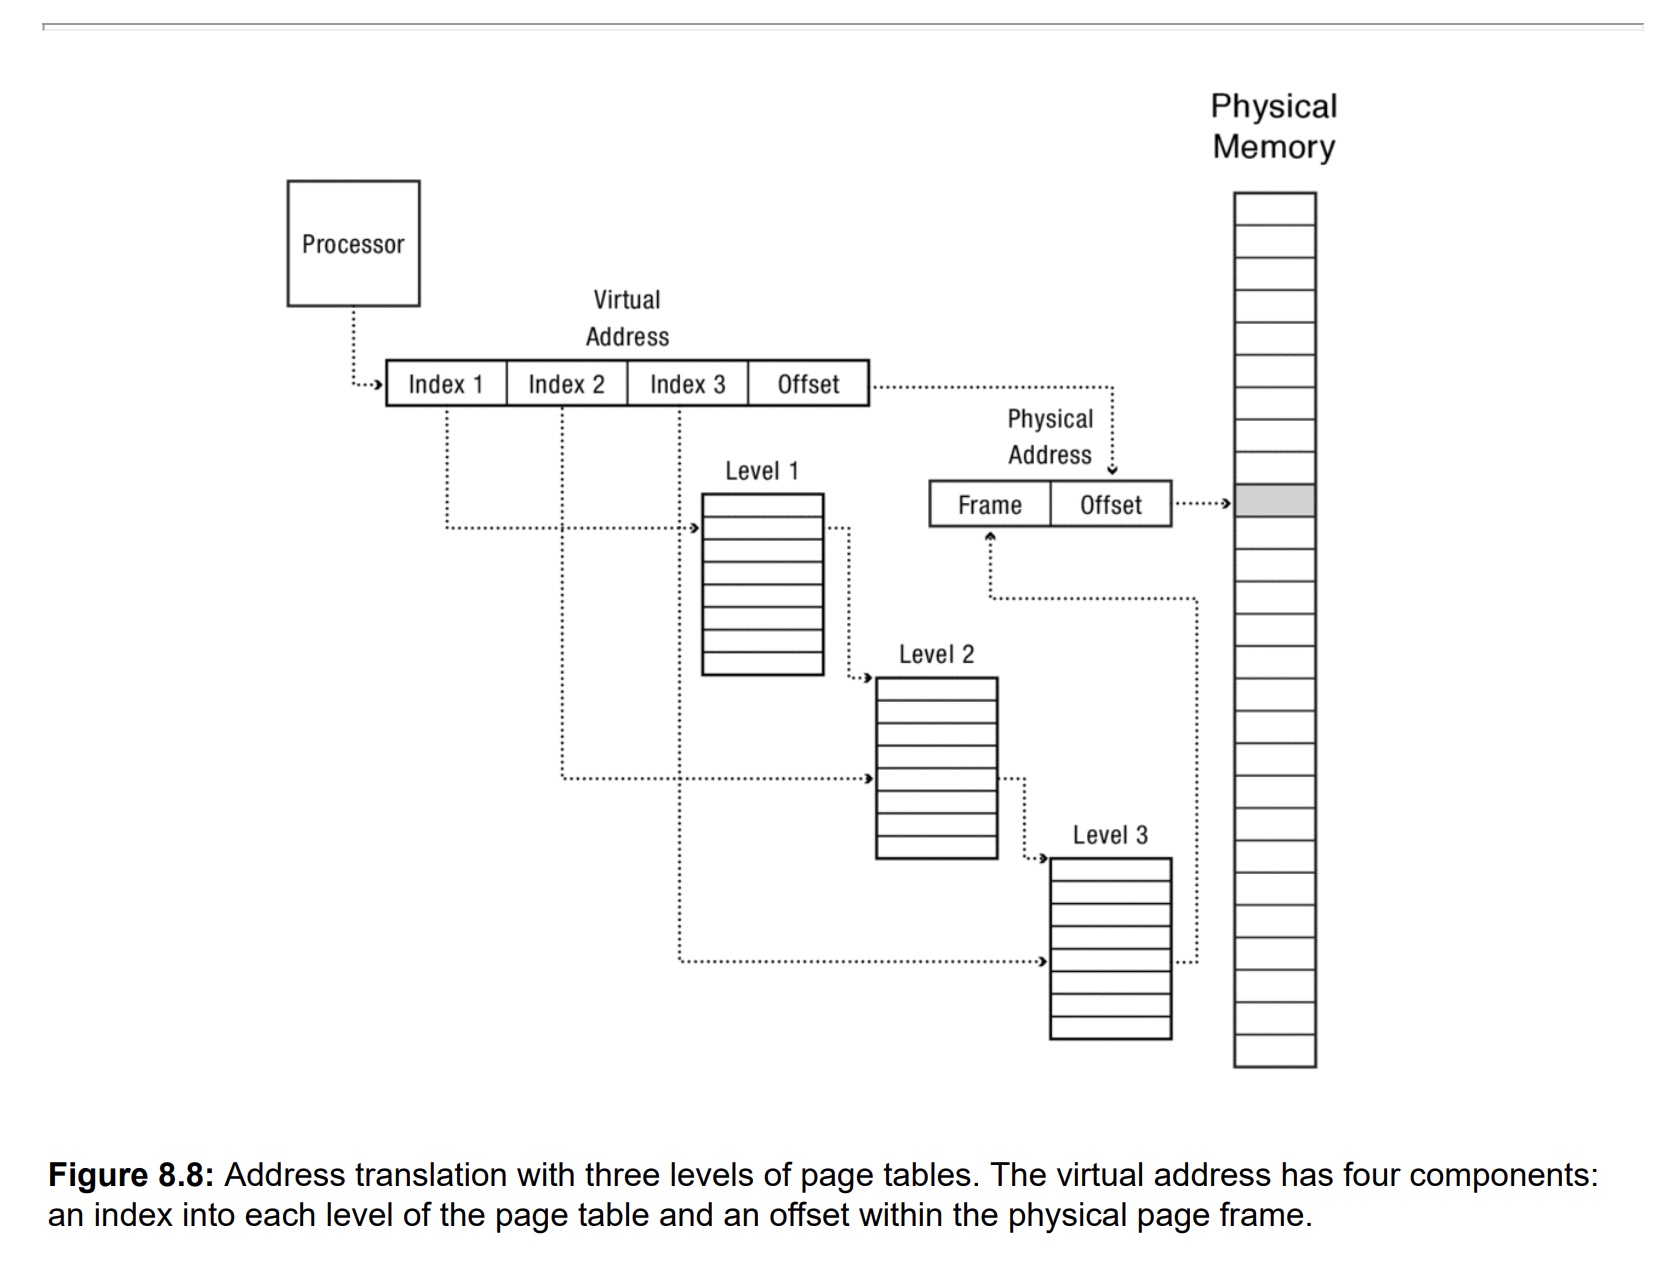 Physical
Memory
Processor
Virtual
Address
Index 1 Index 2 Index 3 Offset
Physical
Address
Level 1
Frame Offset
Level 2
Level 3
Figure 8.8: Address translation with three levels of page tables. The virtual address has four components:
an index into each level of the page table and an offset within the physical page frame.